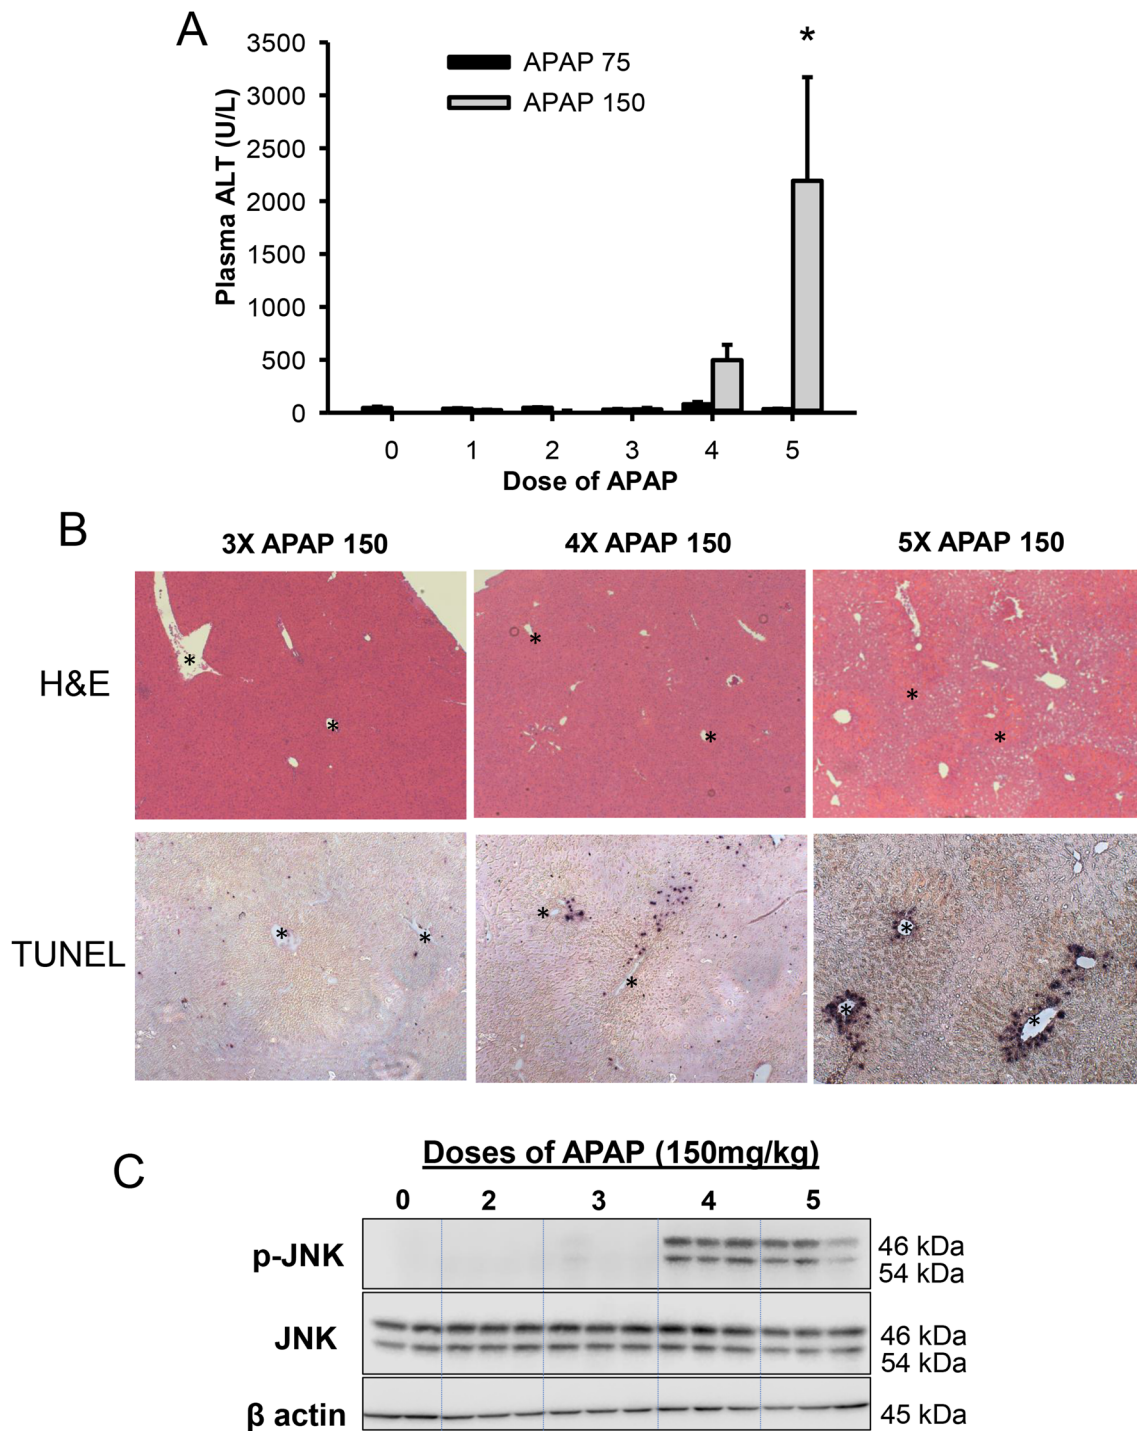 A
3500
3000
2500
2000
1500
1000
500
0
Plasma ALT (U/L)
APAP 75
APAP 150
*
0 1 2 3 4 5
Dose of APAP
B
3X APAP 150 4X APAP 150 5X APAP 150
H&E
* * * * * *
TUNEL
* * * * * * *
C
Doses of APAP (150mg/kg)
0 2 3 4 5
p-JNK
46 kDa
54 kDa
JNK
46 kDa
54 kDa
β actin 45 kDa